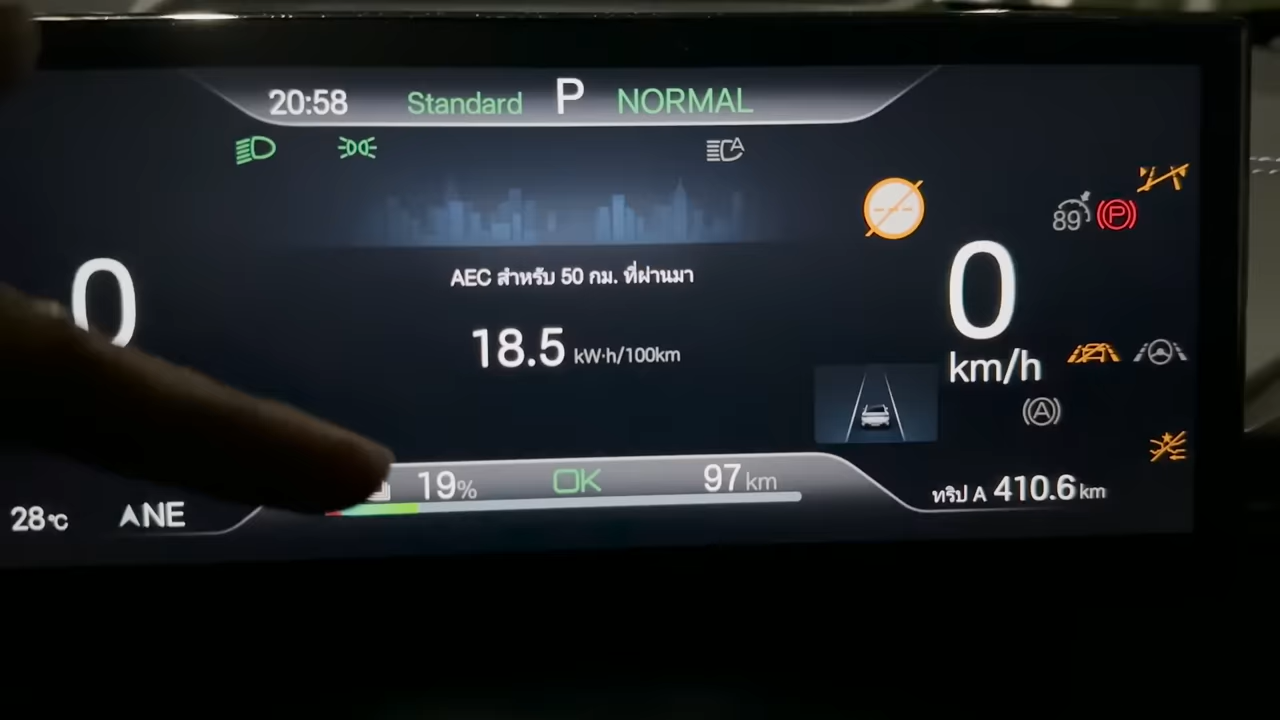 20:58 Standard P NORMAL
A
89 P
AEC สำหรับ 50 กม. ที่ผ่านมา
0
0
18.5 kW·h/100km
km/h
A
19% OK 97 km
ทริป A 410.6 km
28°C NE